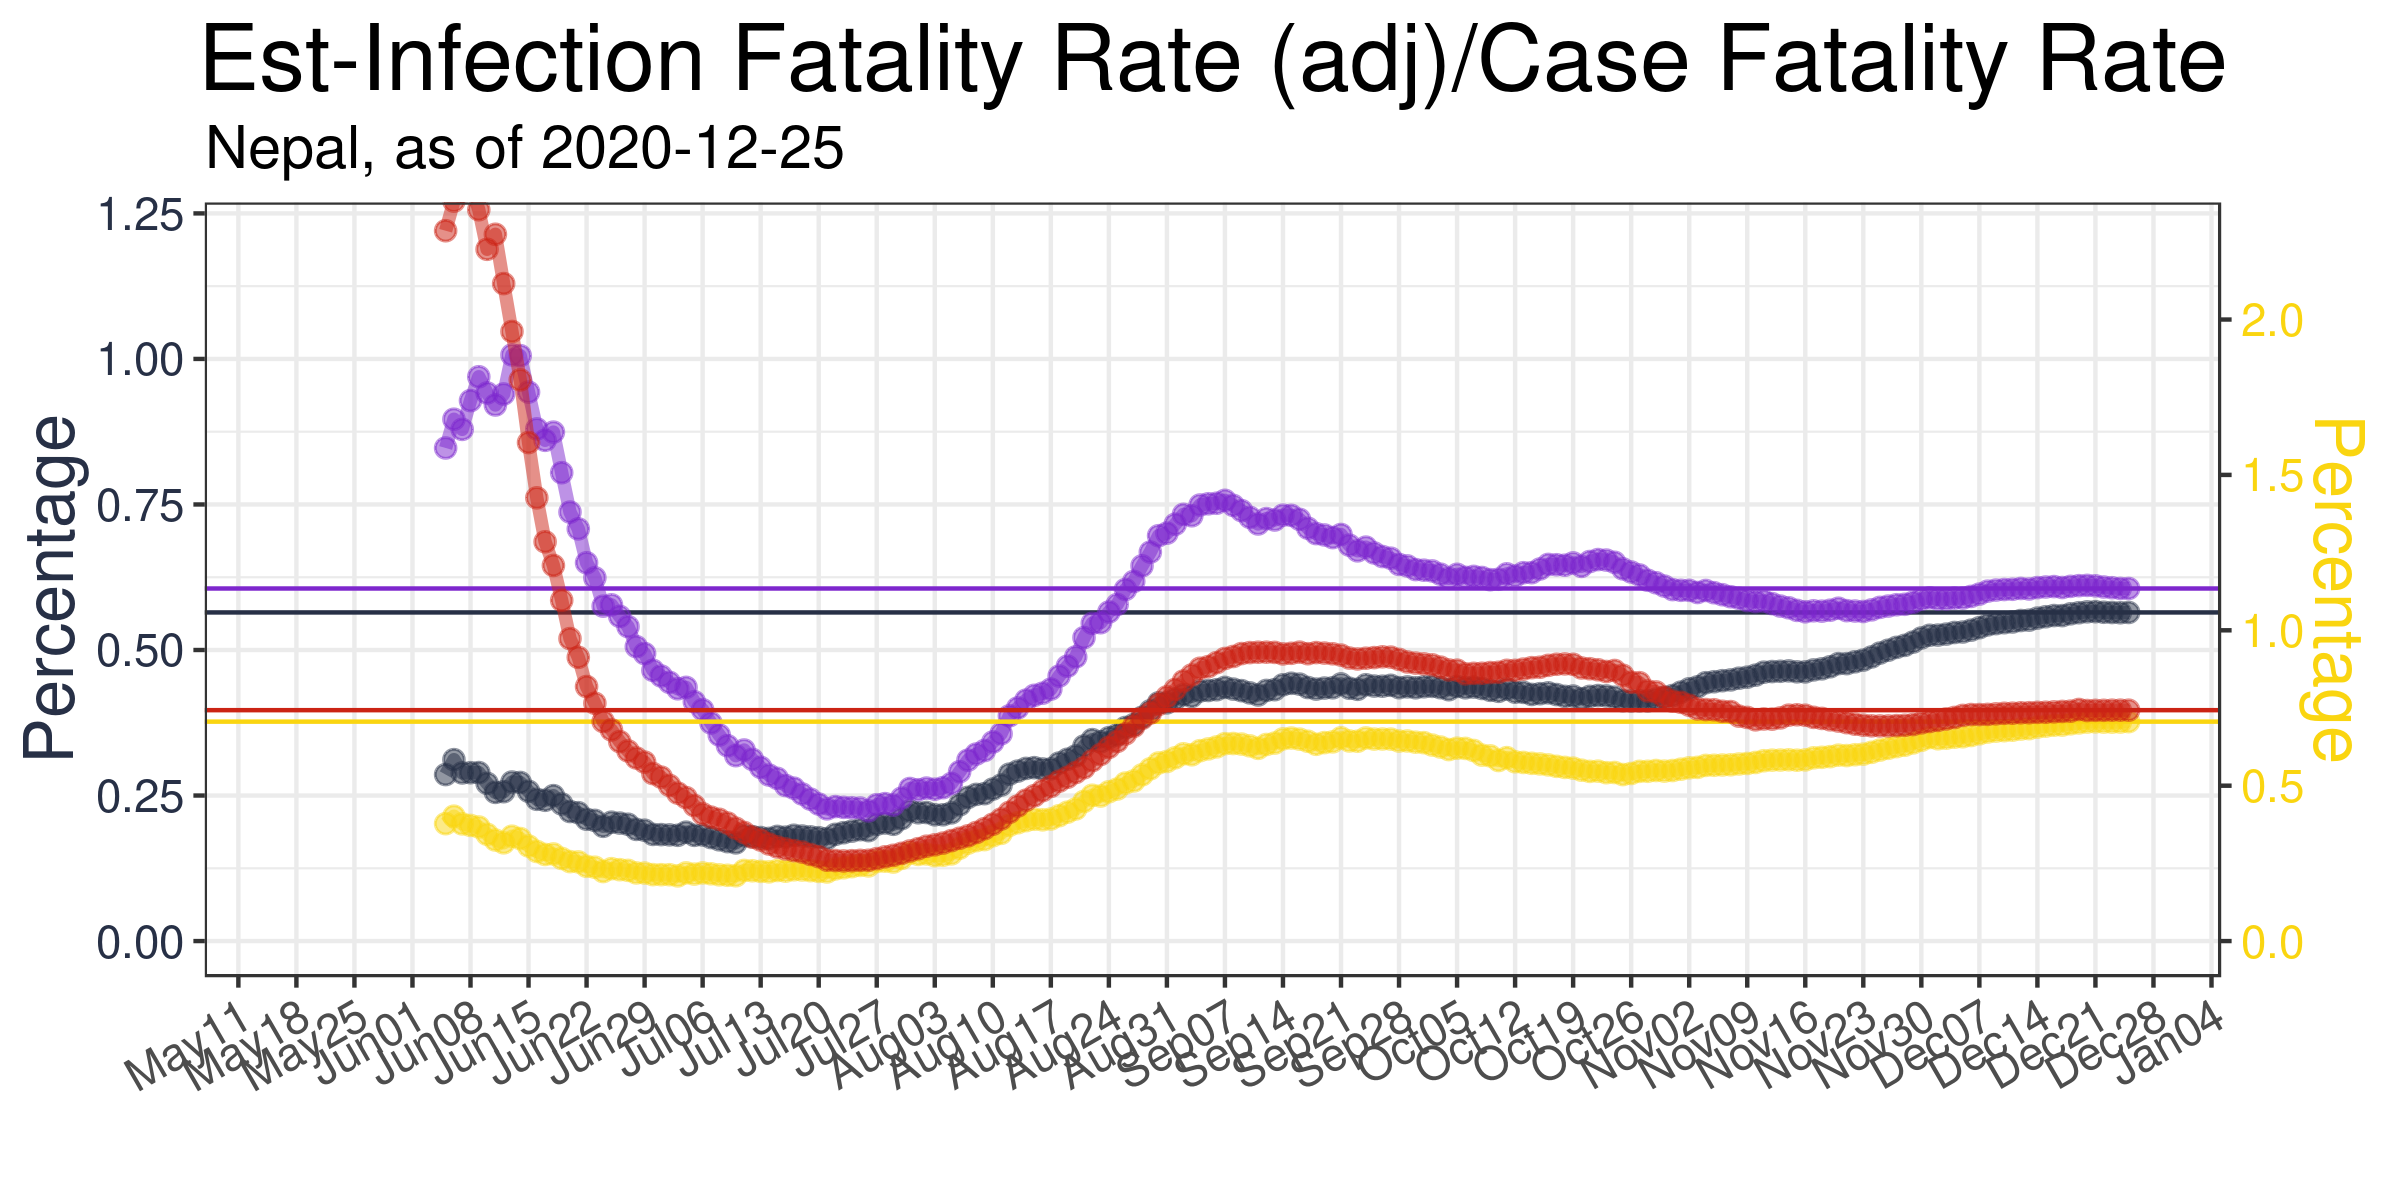 Est-Infection Fatality Rate (adj)/Case Fatality Rate
Nepal, as of 2020-12-25
Percentage
1.25
1.00
0.75
0.50
0.25
0.00
2.0
1.5
1.0
0.5
0.0
Percentage
May11
May18
May25
Jun01
Jun08
Jun15
Jun22
Jun29
Jul06
Jul13
Jul20
Jul27
Aug03
Aug10
Aug17
Aug24
Aug31
Sep07
Sep14
Sep21
Sep28
Oct05
Oct12
Oct19
Oct26
Nov02
Nov09
Nov16
Nov23
Nov30
Dec07
Dec14
Dec21
Dec28
Jan04